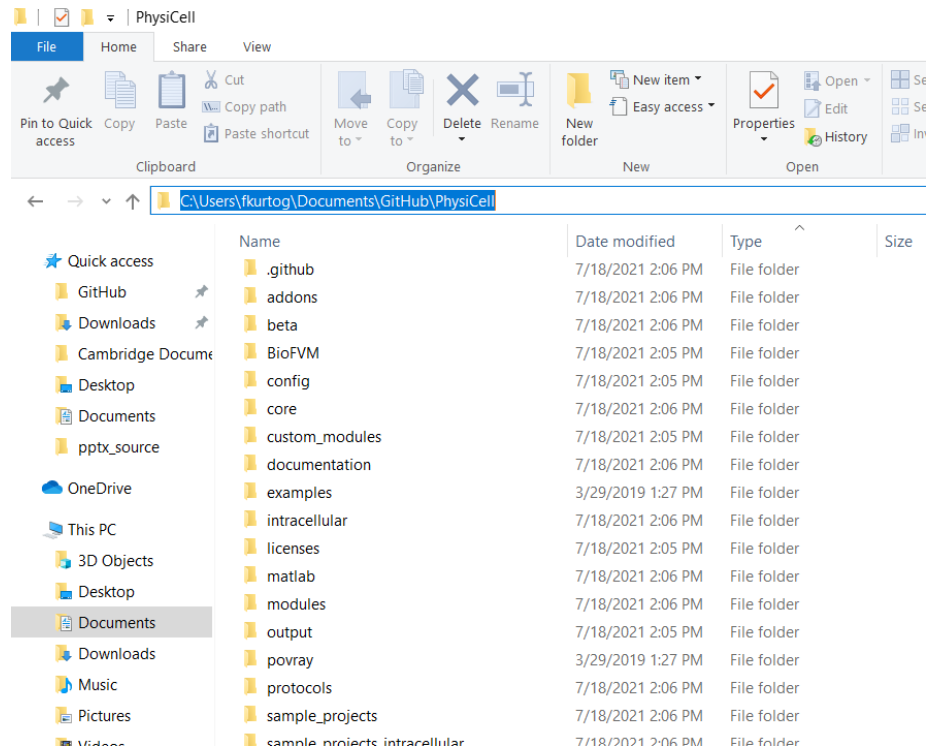 PhysiCell
File Home Share View
Pin to Quick access Copy Paste Cut Copy path Paste shortcut Move to Copy to Delete Rename New folder New item Easy access Properties Open Edit History
Clipboard Organize New Open
C:\Users\fkurtog\Documents\GitHub\PhysiCell
Name Date modified Type Size
Quick access
GitHub
Downloads
Cambridge Docume
Desktop
Documents
pptx_source
OneDrive
This PC
3D Objects
Desktop
Documents
Downloads
Music
Pictures
Videos
.github 7/18/2021 2:06 PM File folder
addons 7/18/2021 2:06 PM File folder
beta 7/18/2021 2:06 PM File folder
BioFVM 7/18/2021 2:05 PM File folder
config 7/18/2021 2:05 PM File folder
core 7/18/2021 2:06 PM File folder
custom_modules 7/18/2021 2:05 PM File folder
documentation 7/18/2021 2:06 PM File folder
examples 3/29/2019 1:27 PM File folder
intracellular 7/18/2021 2:06 PM File folder
licenses 7/18/2021 2:05 PM File folder
matlab 7/18/2021 2:06 PM File folder
modules 7/18/2021 2:06 PM File folder
output 7/18/2021 2:05 PM File folder
povray 3/29/2019 1:27 PM File folder
protocols 7/18/2021 2:06 PM File folder
sample_projects 7/18/2021 2:06 PM File folder
sample_projects_intracellular 7/18/2021 2:06 PM File folder